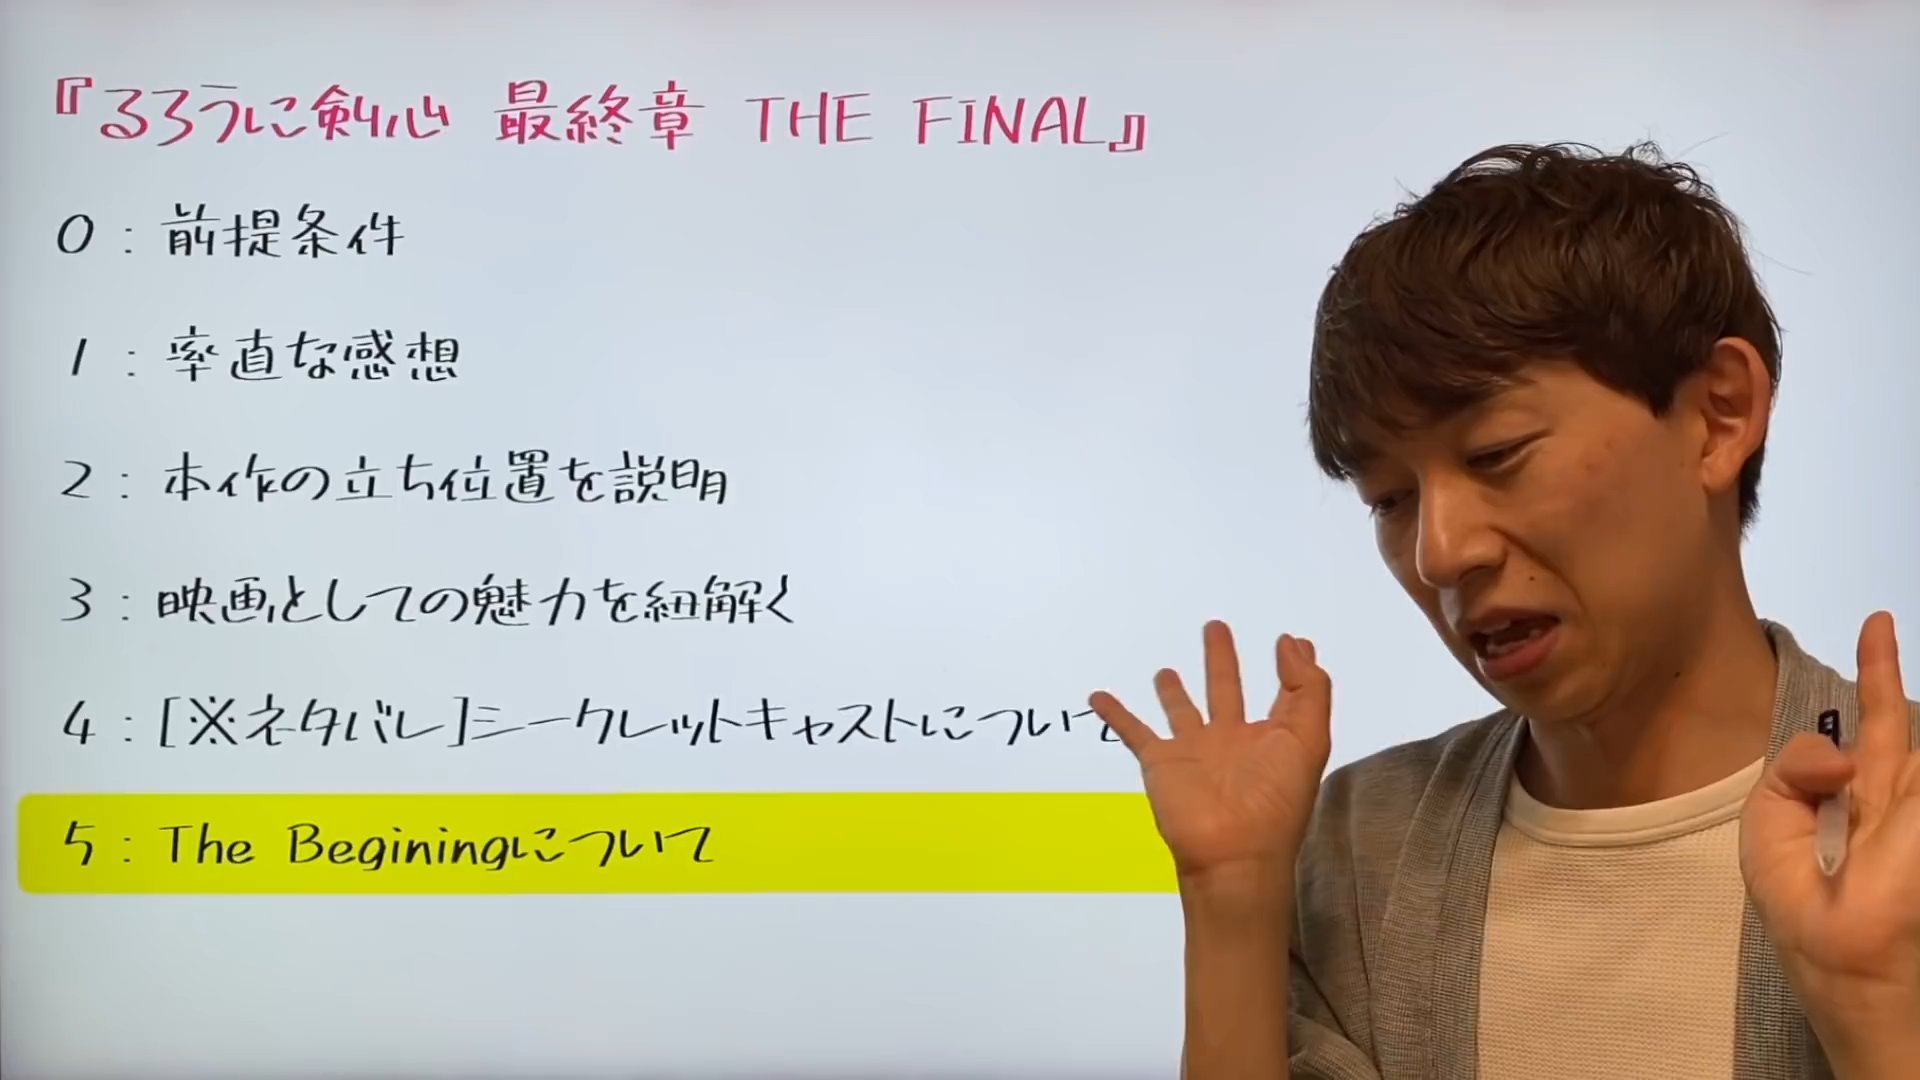 『るろうに剣心 最終章 THE FINAL』
0：前提条件
1：率直な感想
2：本作の立ち位置を説明
3：映画としての魅力を紐解く
4：[※ネタバレ]シークレットキャストについて
5：The Beginingについて